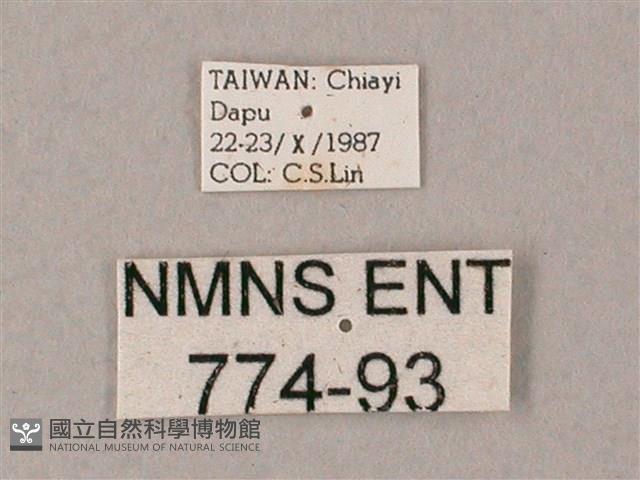 TAIWAN: Chiayi
Dapu
22-23/X/1987
COL: C.S.Lin
NMNS ENT
774-93
國立自然科學博物館
NATIONAL MUSEUM OF NATURAL SCIENCE